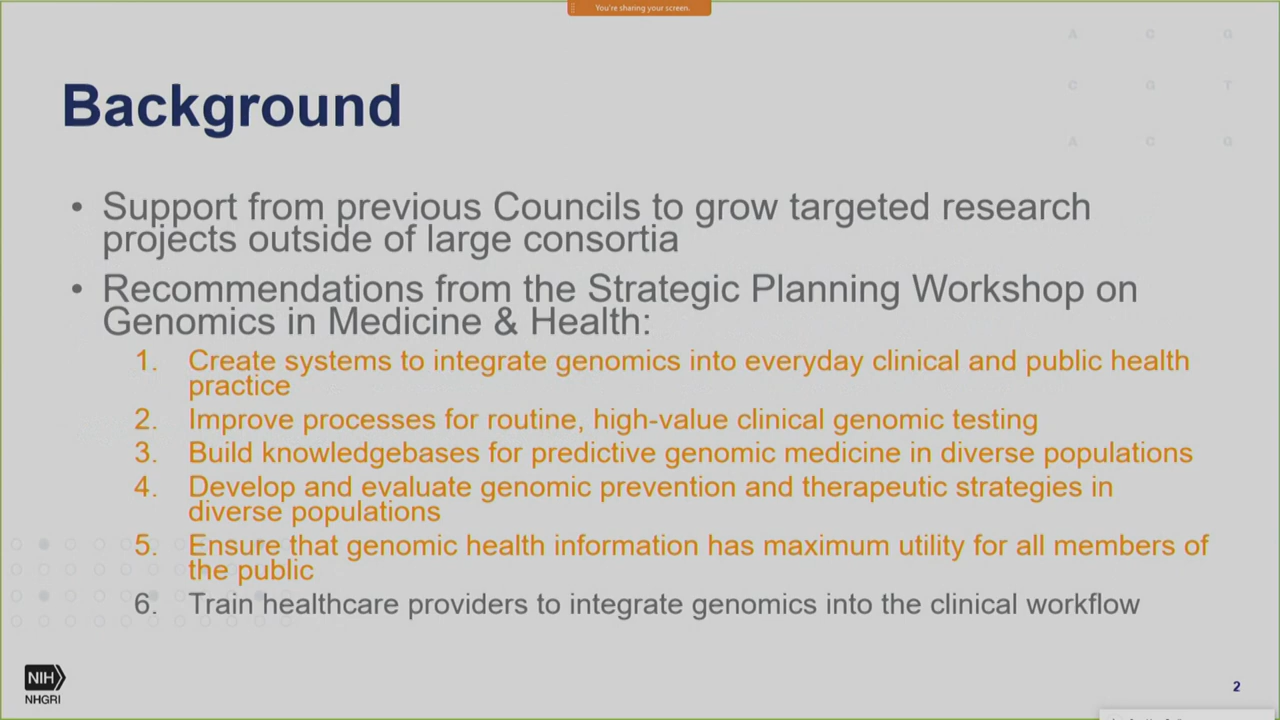 You're sharing your screen.
A C G
C G T
A C G
Background
• Support from previous Councils to grow targeted research
projects outside of large consortia
• Recommendations from the Strategic Planning Workshop on
Genomics in Medicine & Health:
1. Create systems to integrate genomics into everyday clinical and public health
practice
2. Improve processes for routine, high-value clinical genomic testing
3. Build knowledgebases for predictive genomic medicine in diverse populations
4. Develop and evaluate genomic prevention and therapeutic strategies in
diverse populations
5. Ensure that genomic health information has maximum utility for all members of
the public
6. Train healthcare providers to integrate genomics into the clinical workflow
NIH
NHGRI
2